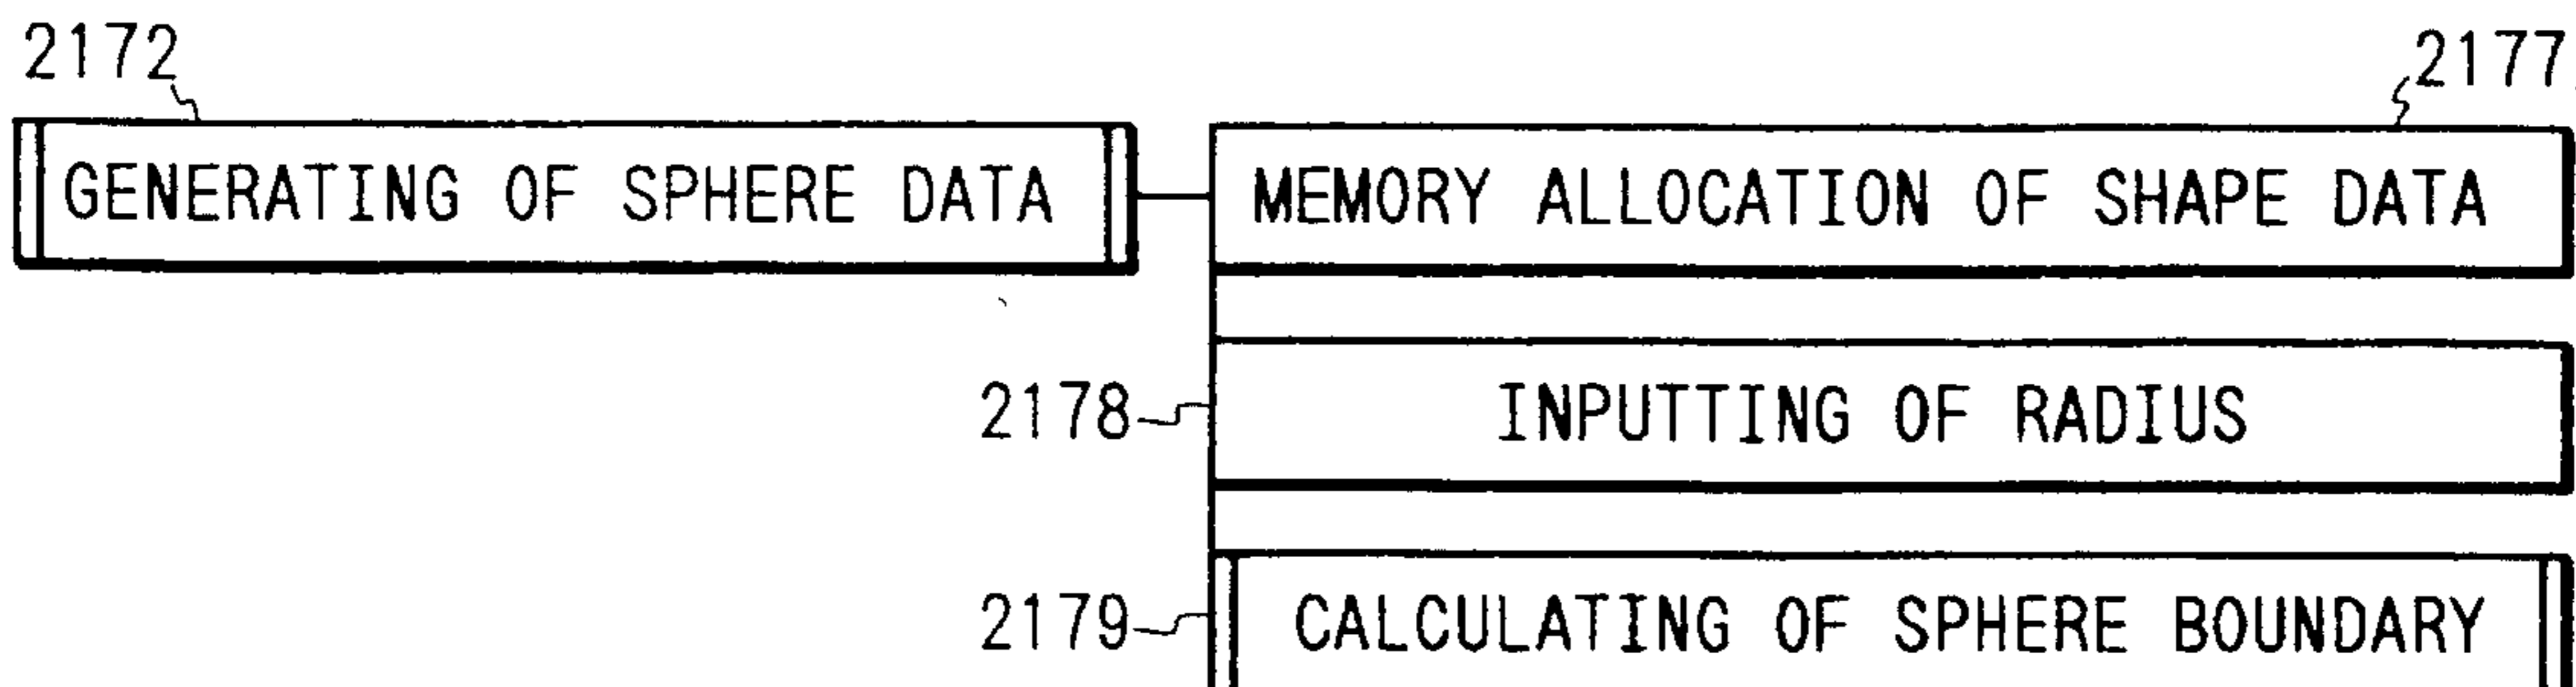 2172
2177
GENERATING OF SPHERE DATA
MEMORY ALLOCATION OF SHAPE DATA
2178
INPUTTING OF RADIUS
2179
CALCULATING OF SPHERE BOUNDARY